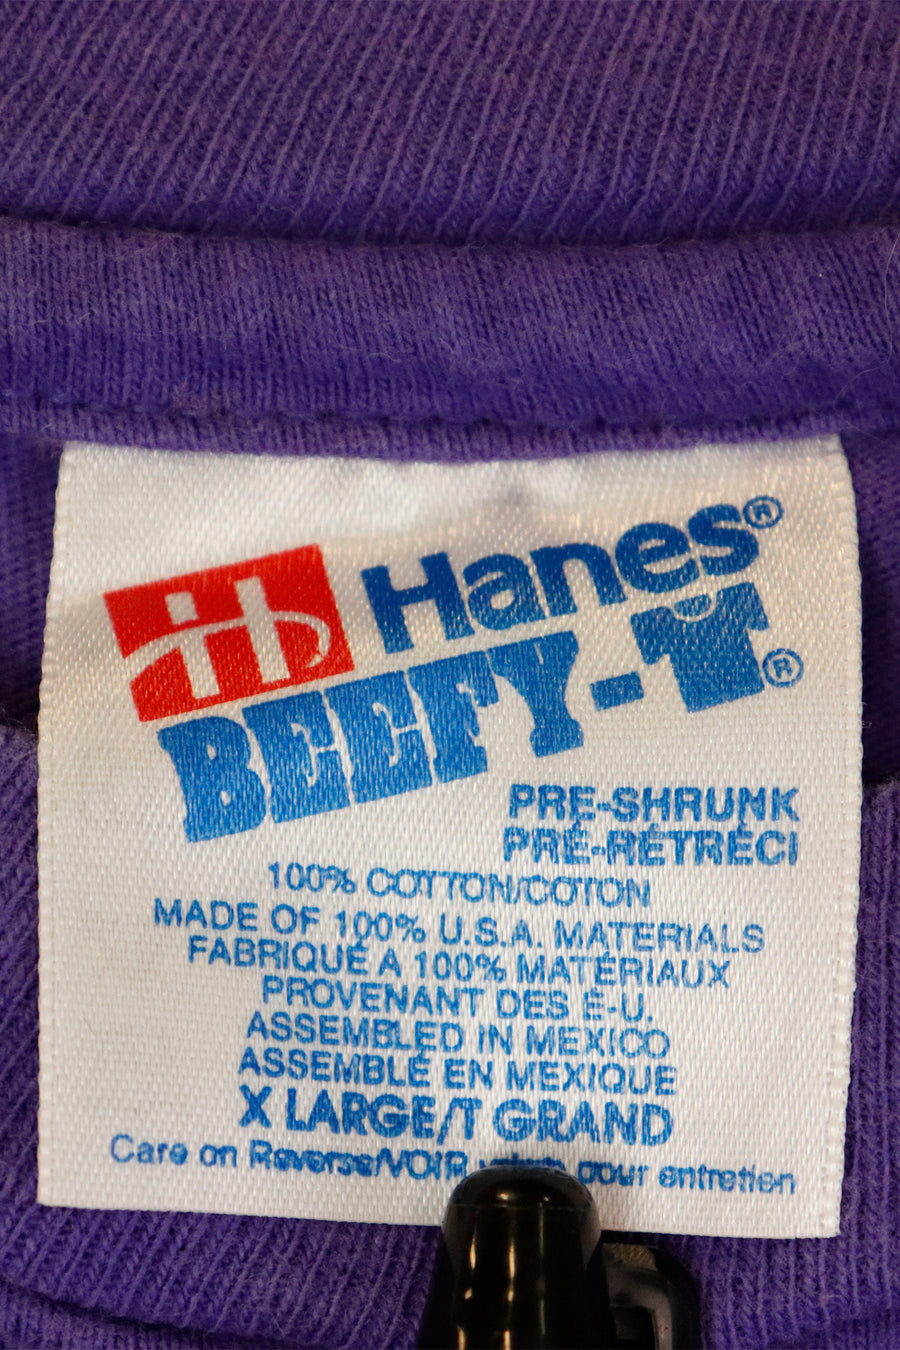 Hanes®
BEEFY-T®
PRE-SHRUNK
PRÉ-RÉTRÉCI
100% COTTON/COTON
MADE OF 100% U.S.A. MATERIALS
FABRIQUÉ A 100% MATÉRIAUX
PROVENANT DES É-U.
ASSEMBLED IN MEXICO
ASSEMBLÉ EN MEXIQUE
X LARGE/T GRAND
Care on Reverse/VOIR pour entretien